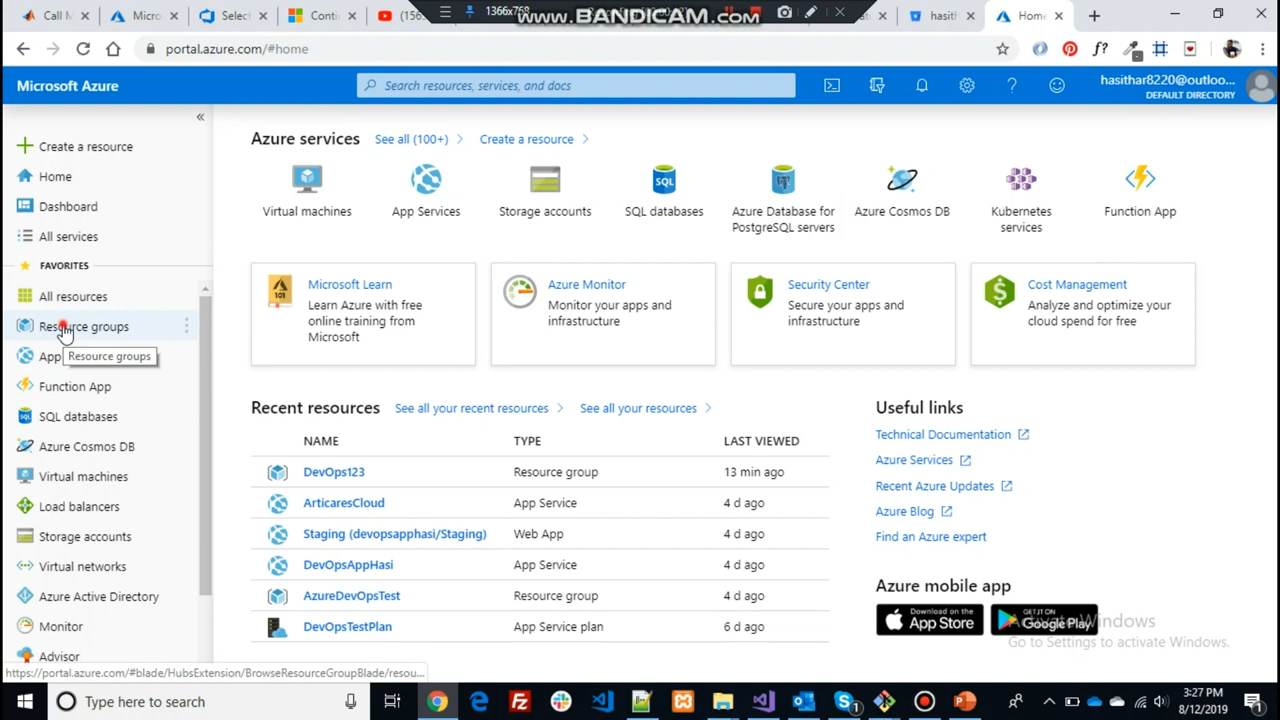 Call M
Micro
Select
Conti
(156
1366x768
www.BANDICAM.com
hasith
Home
portal.azure.com/#home
Microsoft Azure
Search resources, services, and docs
hasithar8220@outloo...
DEFAULT DIRECTORY
Create a resource
Home
Dashboard
All services
FAVORITES
All resources
Resource groups
App
Resource groups
Function App
SQL databases
Azure Cosmos DB
Virtual machines
Load balancers
Storage accounts
Virtual networks
Azure Active Directory
Monitor
Advisor
Azure services
See all (100+)
Create a resource
Virtual machines
App Services
Storage accounts
SQL databases
Azure Database for
PostgreSQL servers
Azure Cosmos DB
Kubernetes
services
Function App
Microsoft Learn
Learn Azure with free
online training from
Microsoft
Azure Monitor
Monitor your apps and
infrastructure
Security Center
Secure your apps and
infrastructure
Cost Management
Analyze and optimize your
cloud spend for free
Recent resources
See all your recent resources
See all your resources
NAME TYPE LAST VIEWED
DevOps123 Resource group 13 min ago
ArticaresCloud App Service 4 d ago
Staging (devopsapphasi/Staging) Web App 4 d ago
DevOpsAppHasi App Service 4 d ago
AzureDevOpsTest Resource group 4 d ago
DevOpsTestPlan App Service plan 6 d ago
Useful links
Technical Documentation
Azure Services
Recent Azure Updates
Azure Blog
Find an Azure expert
Azure mobile app
Download on the
App Store
GET IT ON
Google Play
Activate Windows
Go to Settings to activate Windows.
https://portal.azure.com/#blade/HubsExtension/BrowseResourceGroupBlade/resou...
Type here to search
3:27 PM
8/12/2019